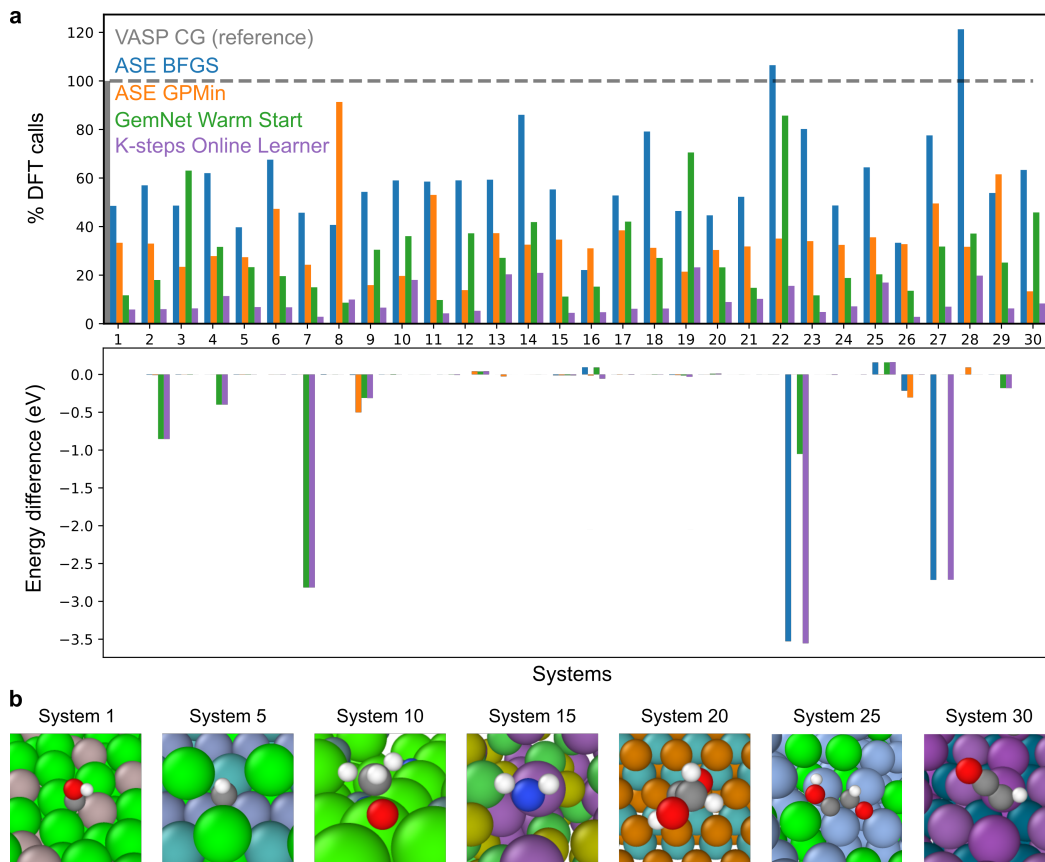 a
VASP CG (reference)
ASE BFGS
ASE GPMin
GemNet Warm Start
K-steps Online Learner
% DFT calls
120
100
80
60
40
20
0
1 2 3 4 5 6 7 8 9 10 11 12 13 14 15 16 17 18 19 20 21 22 23 24 25 26 27 28 29 30
Energy difference (eV)
0.0
−0.5
−1.0
−1.5
−2.0
−2.5
−3.0
−3.5
Systems
b
System 1 System 5 System 10 System 15 System 20 System 25 System 30